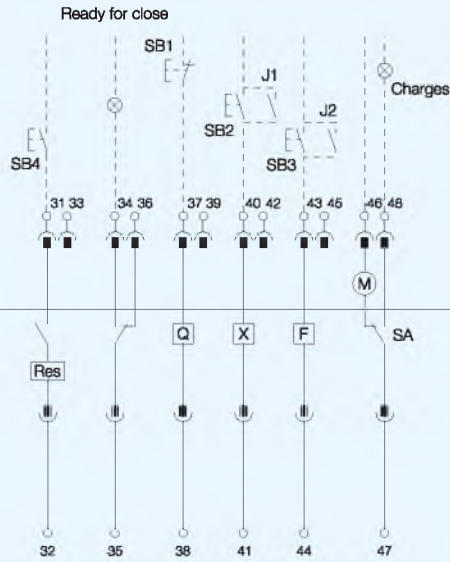 Ready for close
SB1
J1
Charges
J2
SB2
SB4
SB3
31 33 34 36 37 39 40 42 43 45 46 48
M
Q X F SA
Res
32 35 38 41 44 47